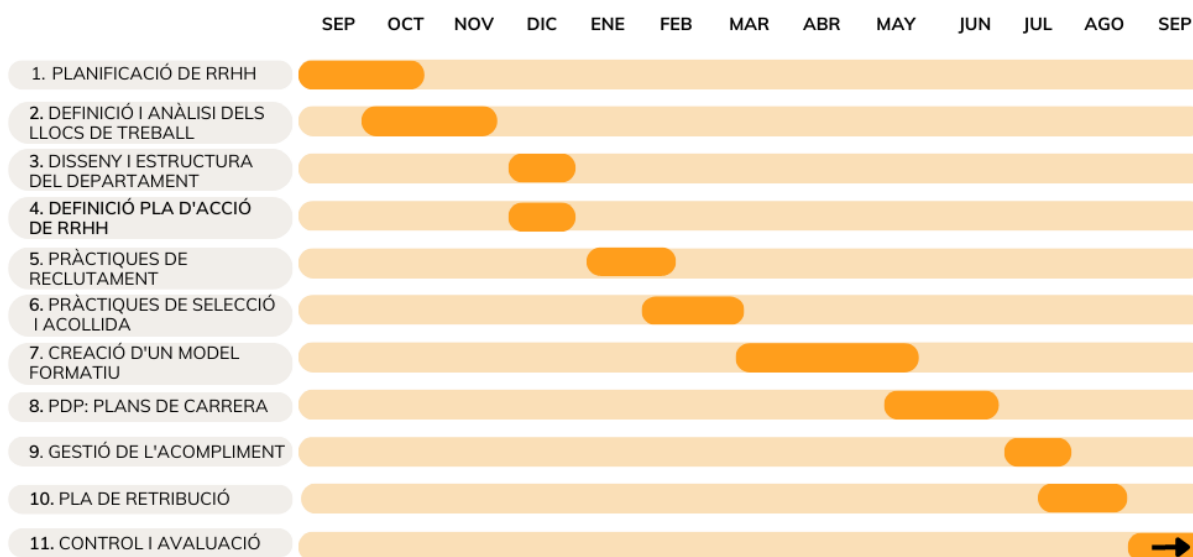 SEP OCT NOV DIC ENE FEB MAR ABR MAY JUN JUL AGO SEP
1. PLANIFICACIÓ DE RRHH
2. DEFINICIÓ I ANÀLISI DELS
LLOCS DE TREBALL
3. DISSENY I ESTRUCTURA
DEL DEPARTAMENT
4. DEFINICIÓ PLA D'ACCIÓ
DE RRHH
5. PRÀCTIQUES DE
RECLUTAMENT
6. PRÀCTIQUES DE SELECCIÓ
I ACOLLIDA
7. CREACIÓ D'UN MODEL
FORMATIU
8. PDP: PLANS DE CARRERA
9. GESTIÓ DE L'ACOMPLIMENT
10. PLA DE RETRIBUCIÓ
11. CONTROL I AVALUACIÓ